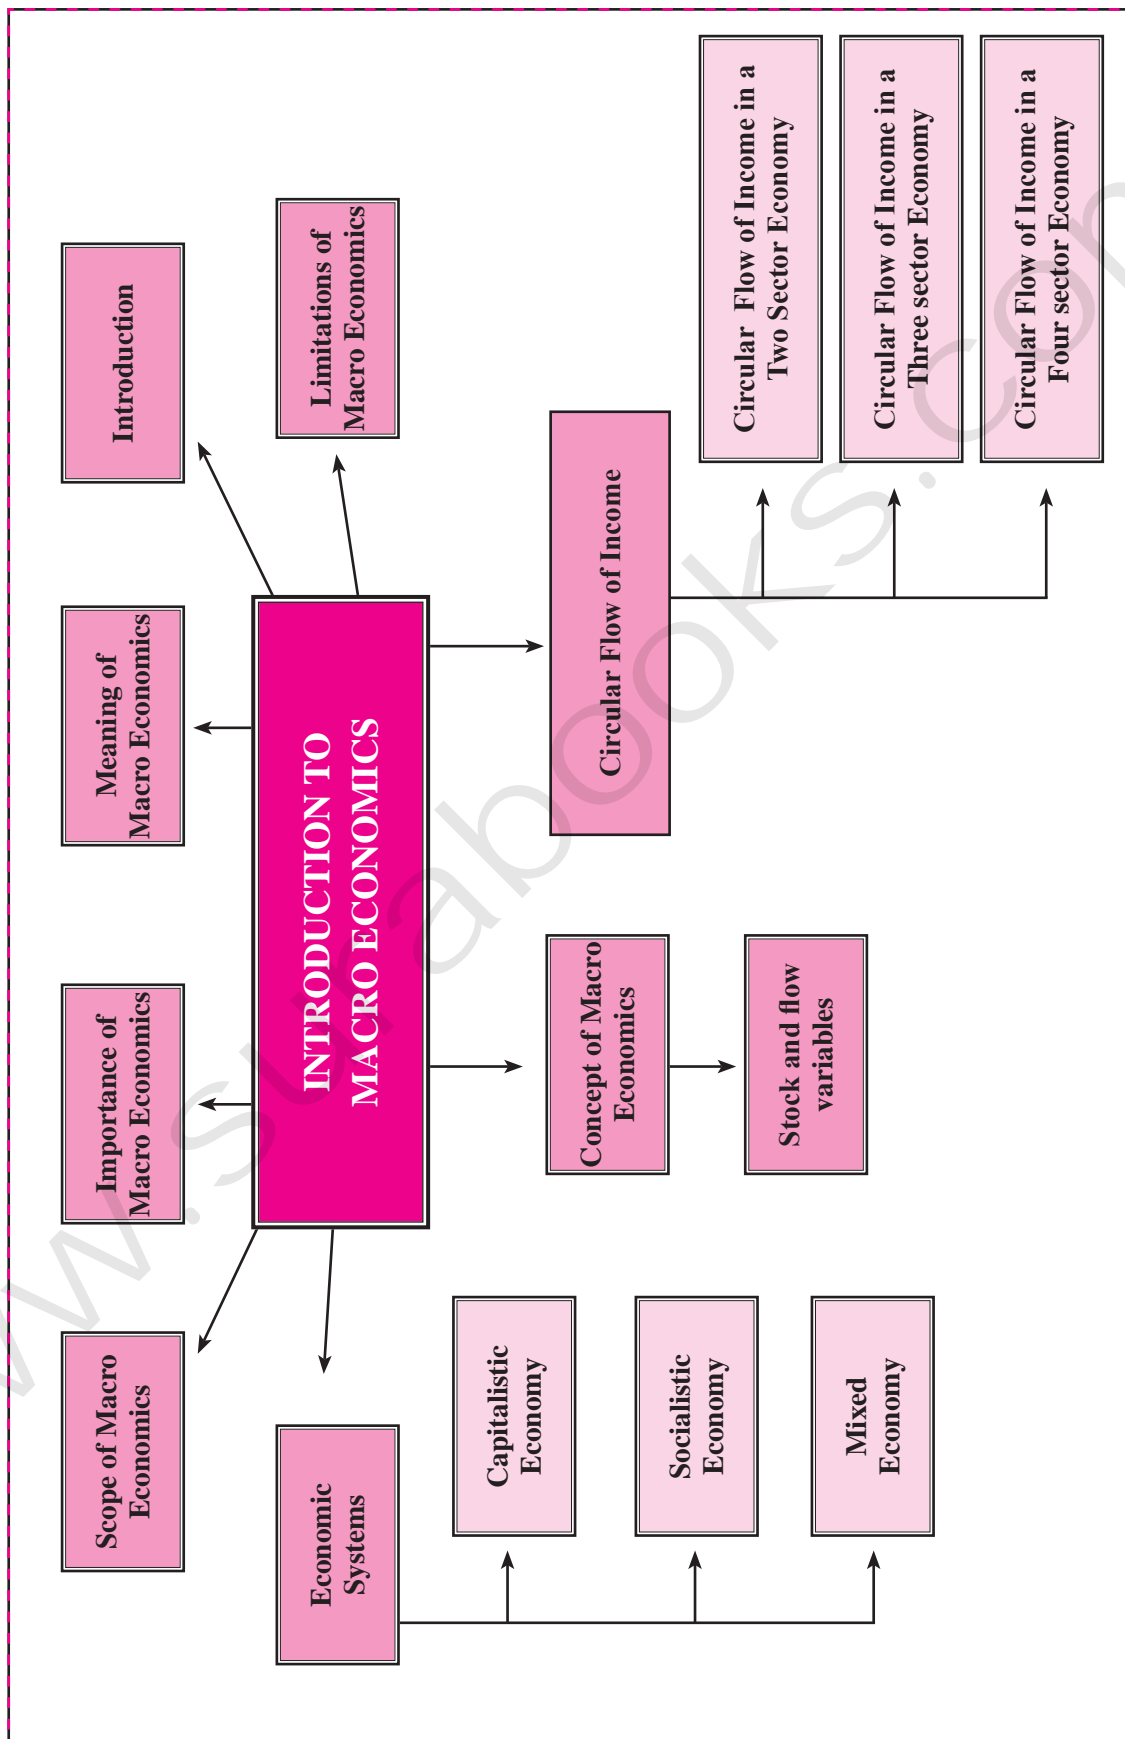 Scope of Macro
Economics
Importance of
Macro Economics
Meaning of
Macro Economics
Introduction
Economic
Systems
INTRODUCTION TO
MACRO ECONOMICS
Limitations of
Macro Economics
Capitalistic
Economy
Socialistic
Economy
Mixed
Economy
Concept of Macro
Economics
Stock and flow
variables
Circular Flow of Income
Circular Flow of Income in a
Two Sector Economy
Circular Flow of Income in a
Three sector Economy
Circular Flow of Income in a
Four sector Economy
w.surabooks.co